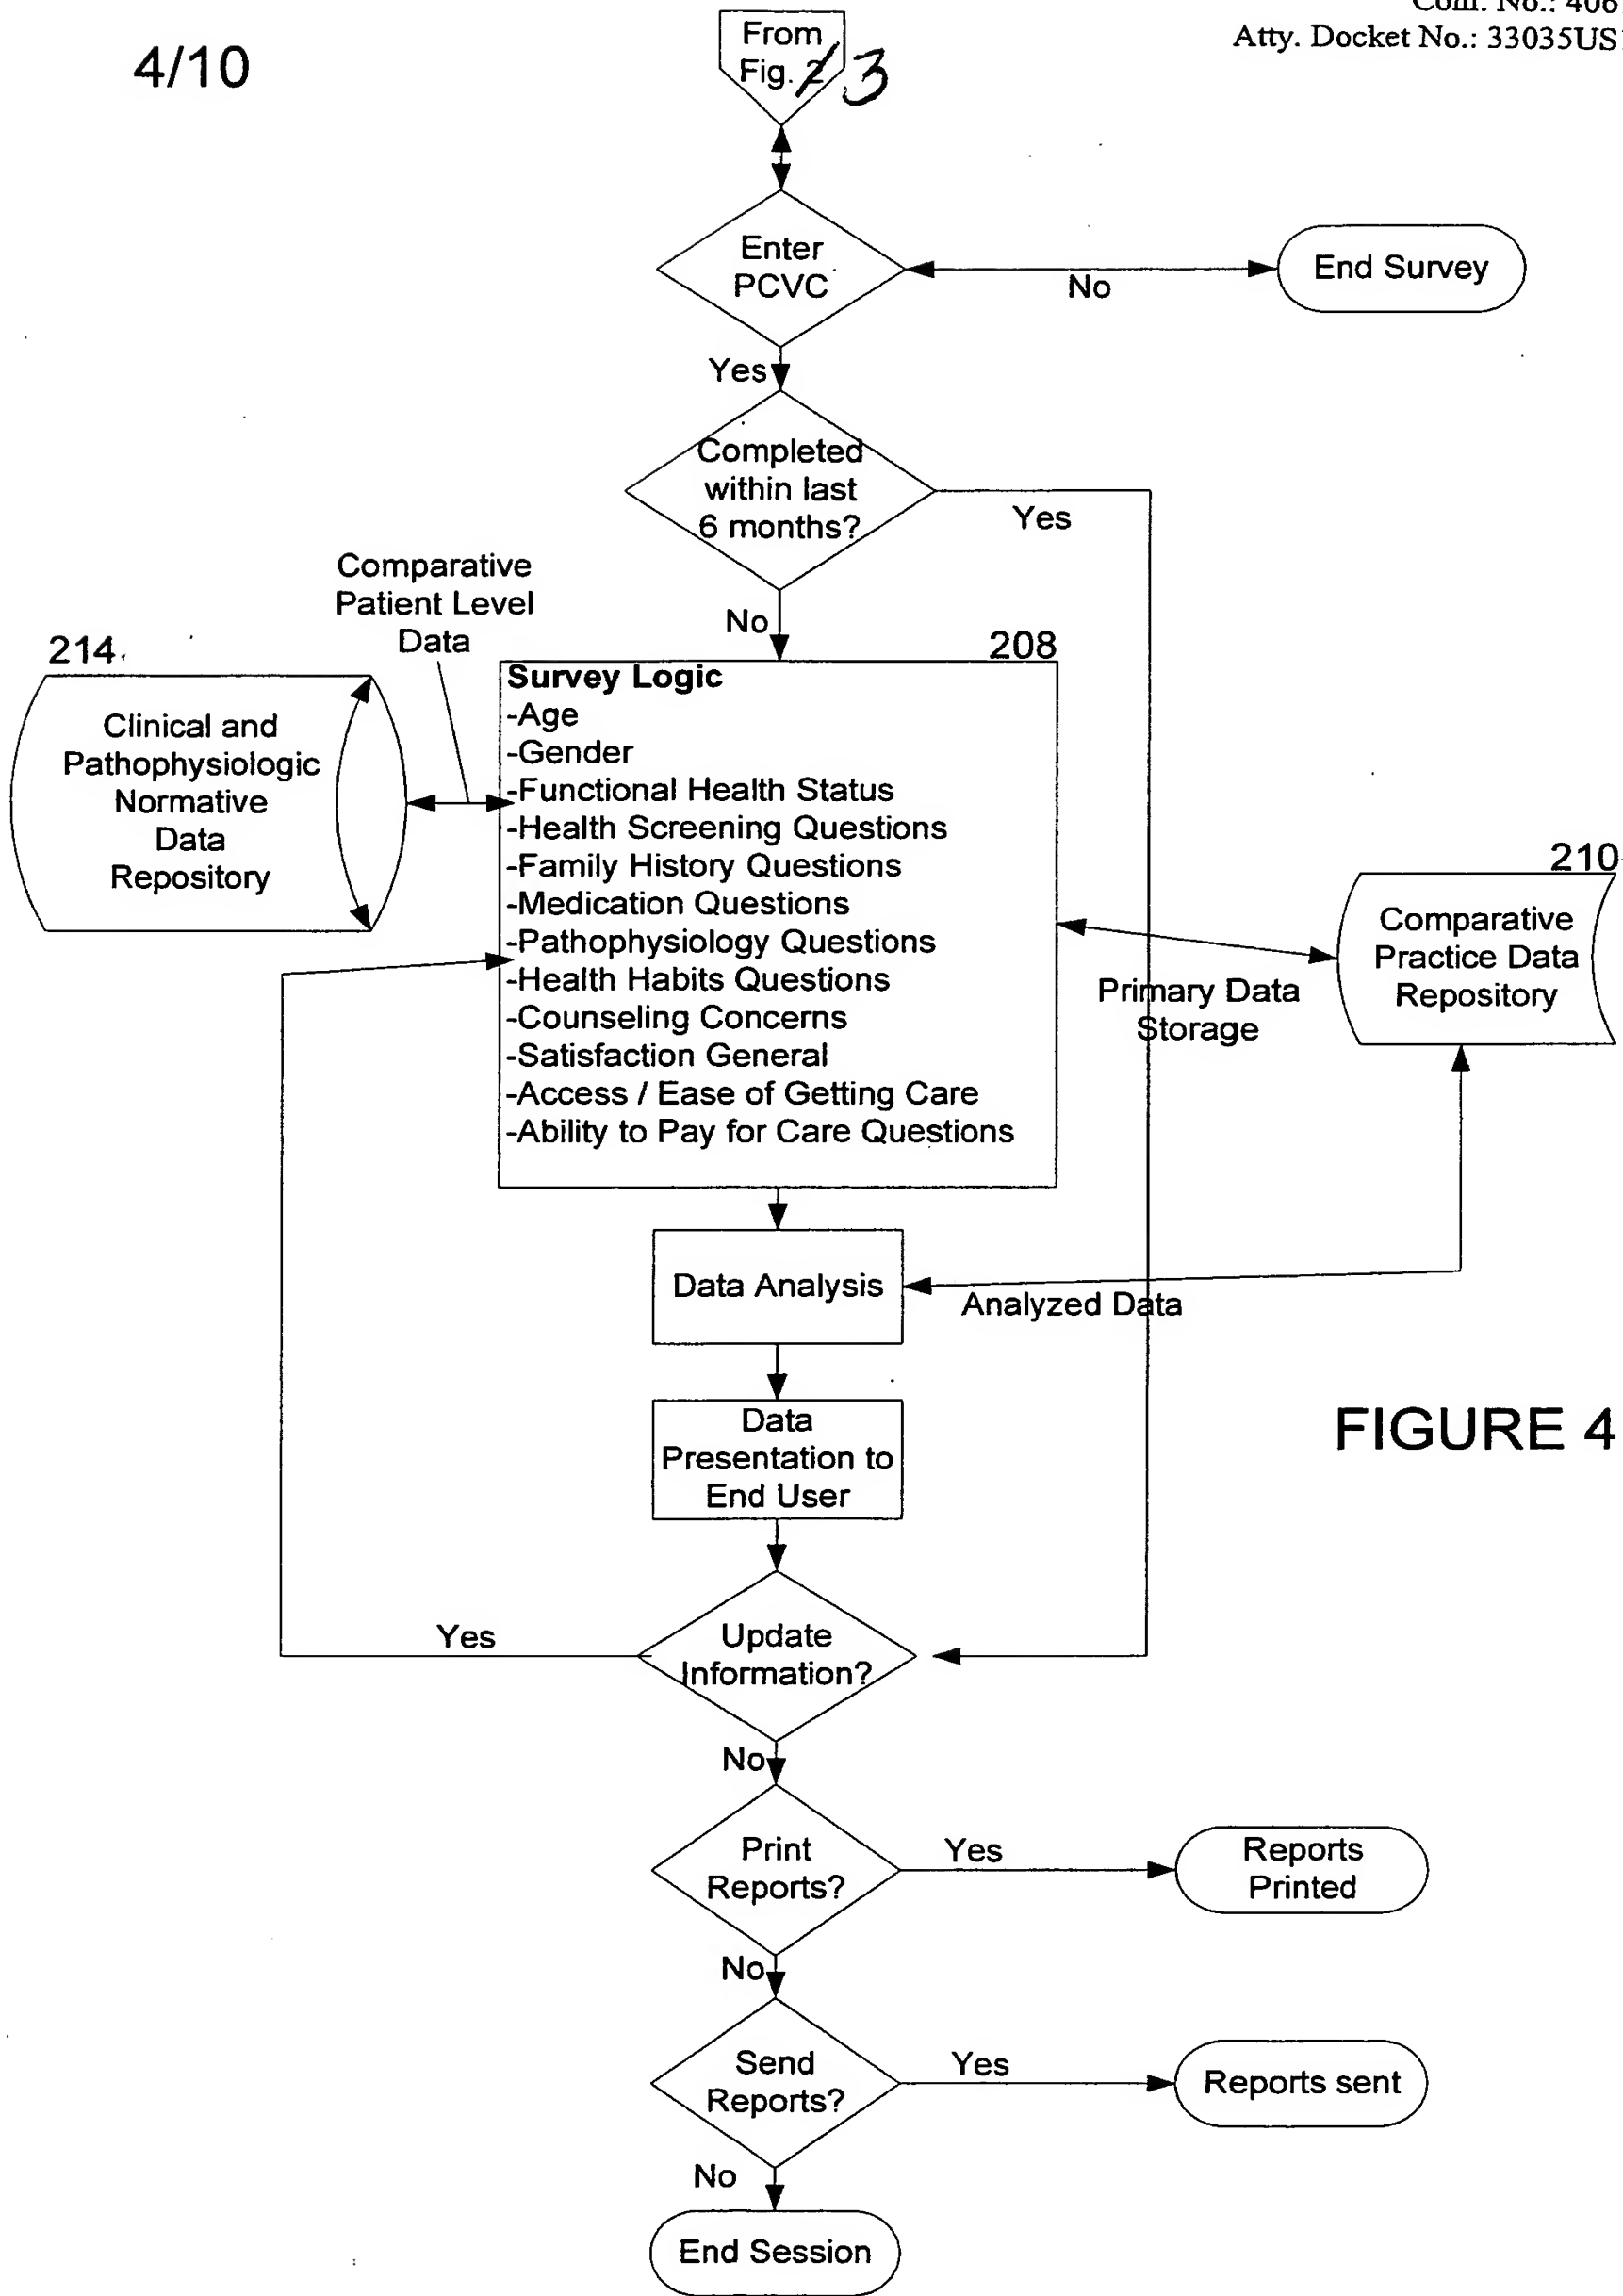 Com. No.: 406
Atty. Docket No.: 33035US
4/10
From
Fig. 2 3
Enter
PCVC
No
End Survey
Yes
Completed
within last
6 months?
Yes
No
Comparative
Patient Level
Data
214
Clinical and
Pathophysiologic
Normative
Data
Repository
208
Survey Logic
-Age
-Gender
-Functional Health Status
-Health Screening Questions
-Family History Questions
-Medication Questions
-Pathophysiology Questions
-Health Habits Questions
-Counseling Concerns
-Satisfaction General
-Access / Ease of Getting Care
-Ability to Pay for Care Questions
210
Comparative
Practice Data
Repository
Primary Data
Storage
Data Analysis
Analyzed Data
Data
Presentation to
End User
FIGURE 4
Update
Information?
Yes
No
Print
Reports?
Yes
Reports
Printed
No
Send
Reports?
Yes
Reports sent
No
End Session